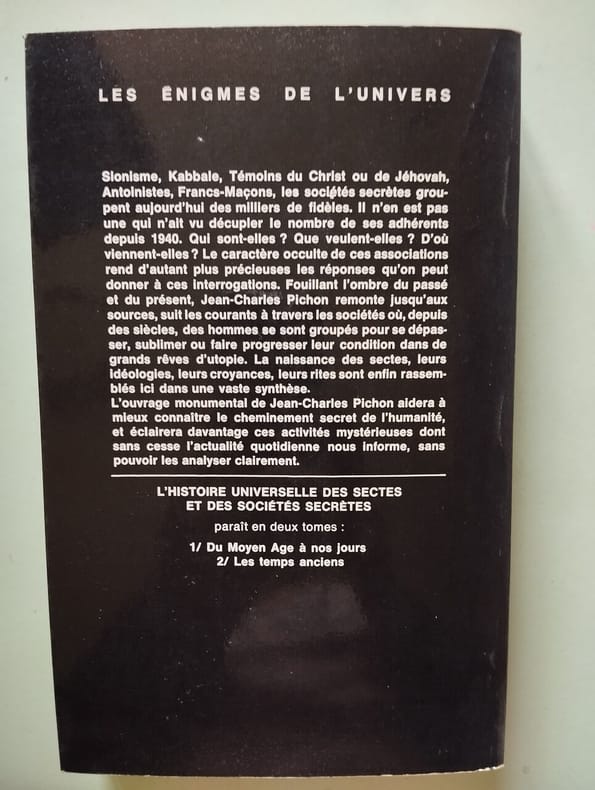 LES ÉNIGMES DE L'UNIVERS
Sionisme, Kabbale, Témoins du Christ ou de Jéhovah,
Antoinistes, Francs-Maçons, les sociétés secrètes grou-
pent aujourd'hui des milliers de fidèles. Il n'en est pas
une qui n'ait vu décupler le nombre de ses adhérents
depuis 1940. Qui sont-elles ? Que veulent-elles ? D'où
viennent-elles ? Le caractère occulte de ces associations
rend d'autant plus précieuses les réponses qu'on peut
donner à ces interrogations. Fouillant l'ombre du passé
et du présent, Jean-Charles Pichon remonte jusqu'aux
sources, suit les courants à travers les sociétés où, depuis
des siècles, des hommes se sont groupés pour se dépas-
ser, sublimer ou faire progresser leur condition dans de
grands rêves d'utopie. La naissance des sectes, leurs
idéologies, leurs croyances, leurs rites sont enfin rassem-
blés ici dans une vaste synthèse.
L'ouvrage monumental de Jean-Charles Pichon aidera à
mieux connaître le cheminement secret de l'humanité,
et éclairera davantage ces activités mystérieuses dont
sans cesse l'actualité quotidienne nous informe, sans
pouvoir les analyser clairement.
L'HISTOIRE UNIVERSELLE DES SECTES
ET DES SOCIÉTÉS SECRÈTES
paraît en deux tomes :
1/ Du Moyen Age à nos jours
2/ Les temps anciens